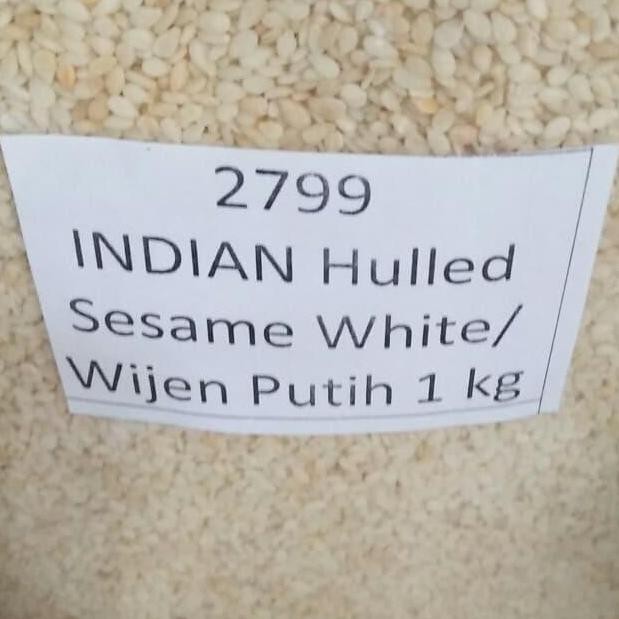 2799
INDIAN Hulled
Sesame White/
Wijen Putih 1 kg